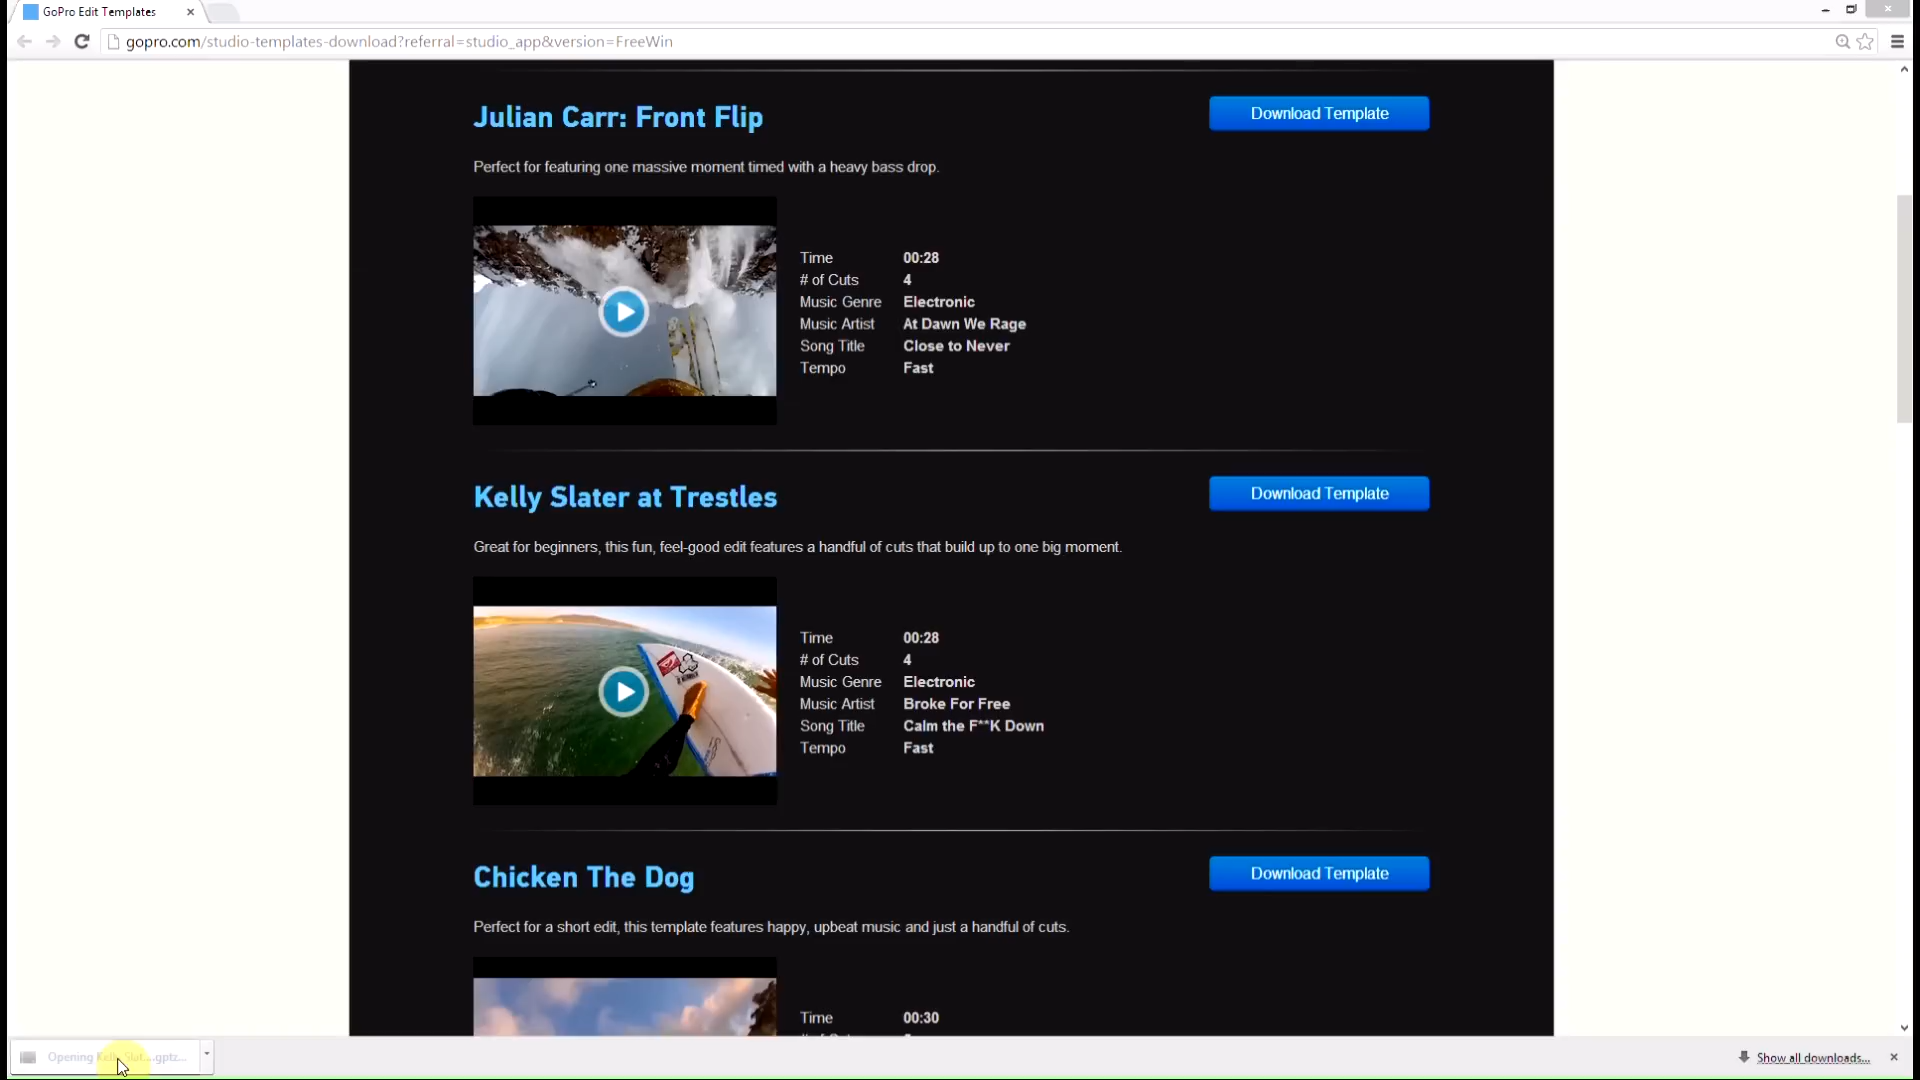 GoPro Edit Templates
gopro.com/studio-templates-download?referral=studio_app&version=FreeWin
Julian Carr: Front Flip
Download Template
Perfect for featuring one massive moment timed with a heavy bass drop.
Time 00:28
# of Cuts 4
Music Genre Electronic
Music Artist At Dawn We Rage
Song Title Close to Never
Tempo Fast
Kelly Slater at Trestles
Download Template
Great for beginners, this fun, feel-good edit features a handful of cuts that build up to one big moment.
Time 00:28
# of Cuts 4
Music Genre Electronic
Music Artist Broke For Free
Song Title Calm the F**K Down
Tempo Fast
Chicken The Dog
Download Template
Perfect for a short edit, this template features happy, upbeat music and just a handful of cuts.
Time 00:30
Opening Kelly Slat....gptz...
Show all downloads...